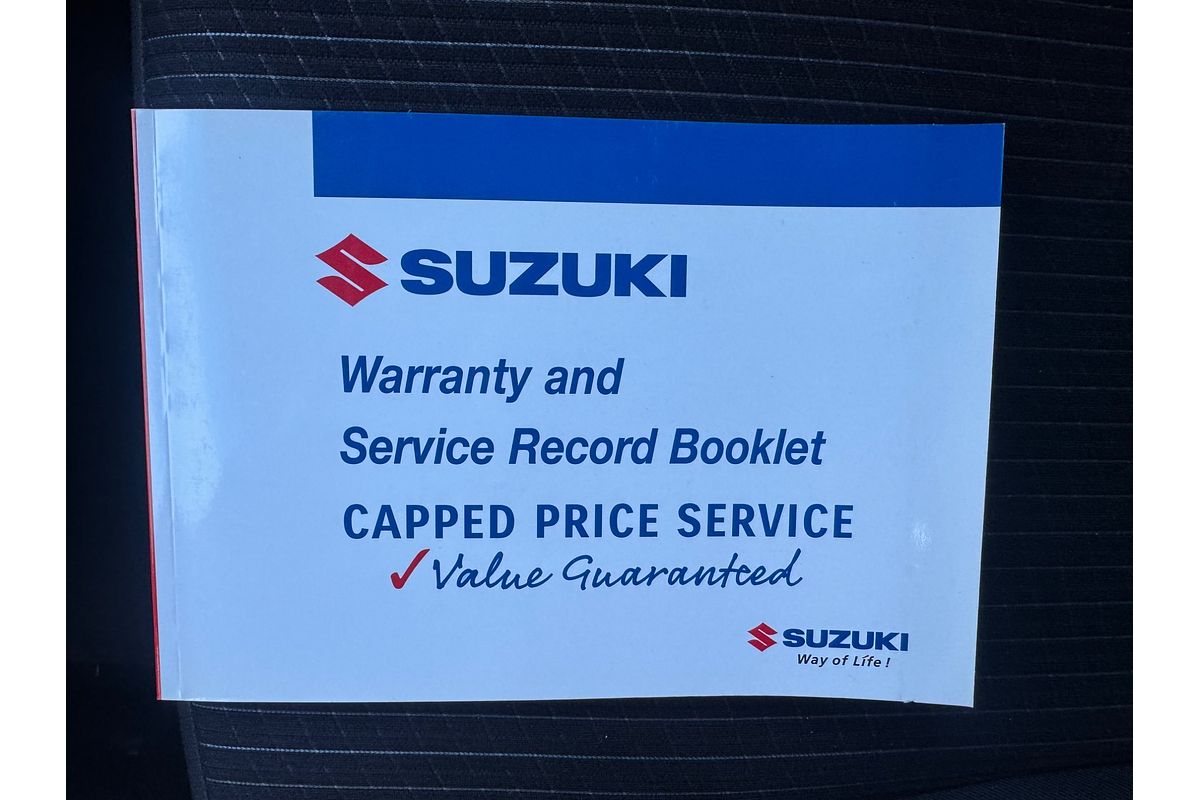 SUZUKI
Warranty and
Service Record Booklet
CAPPED PRICE SERVICE
Value Guaranteed
SUZUKI
Way of Life!